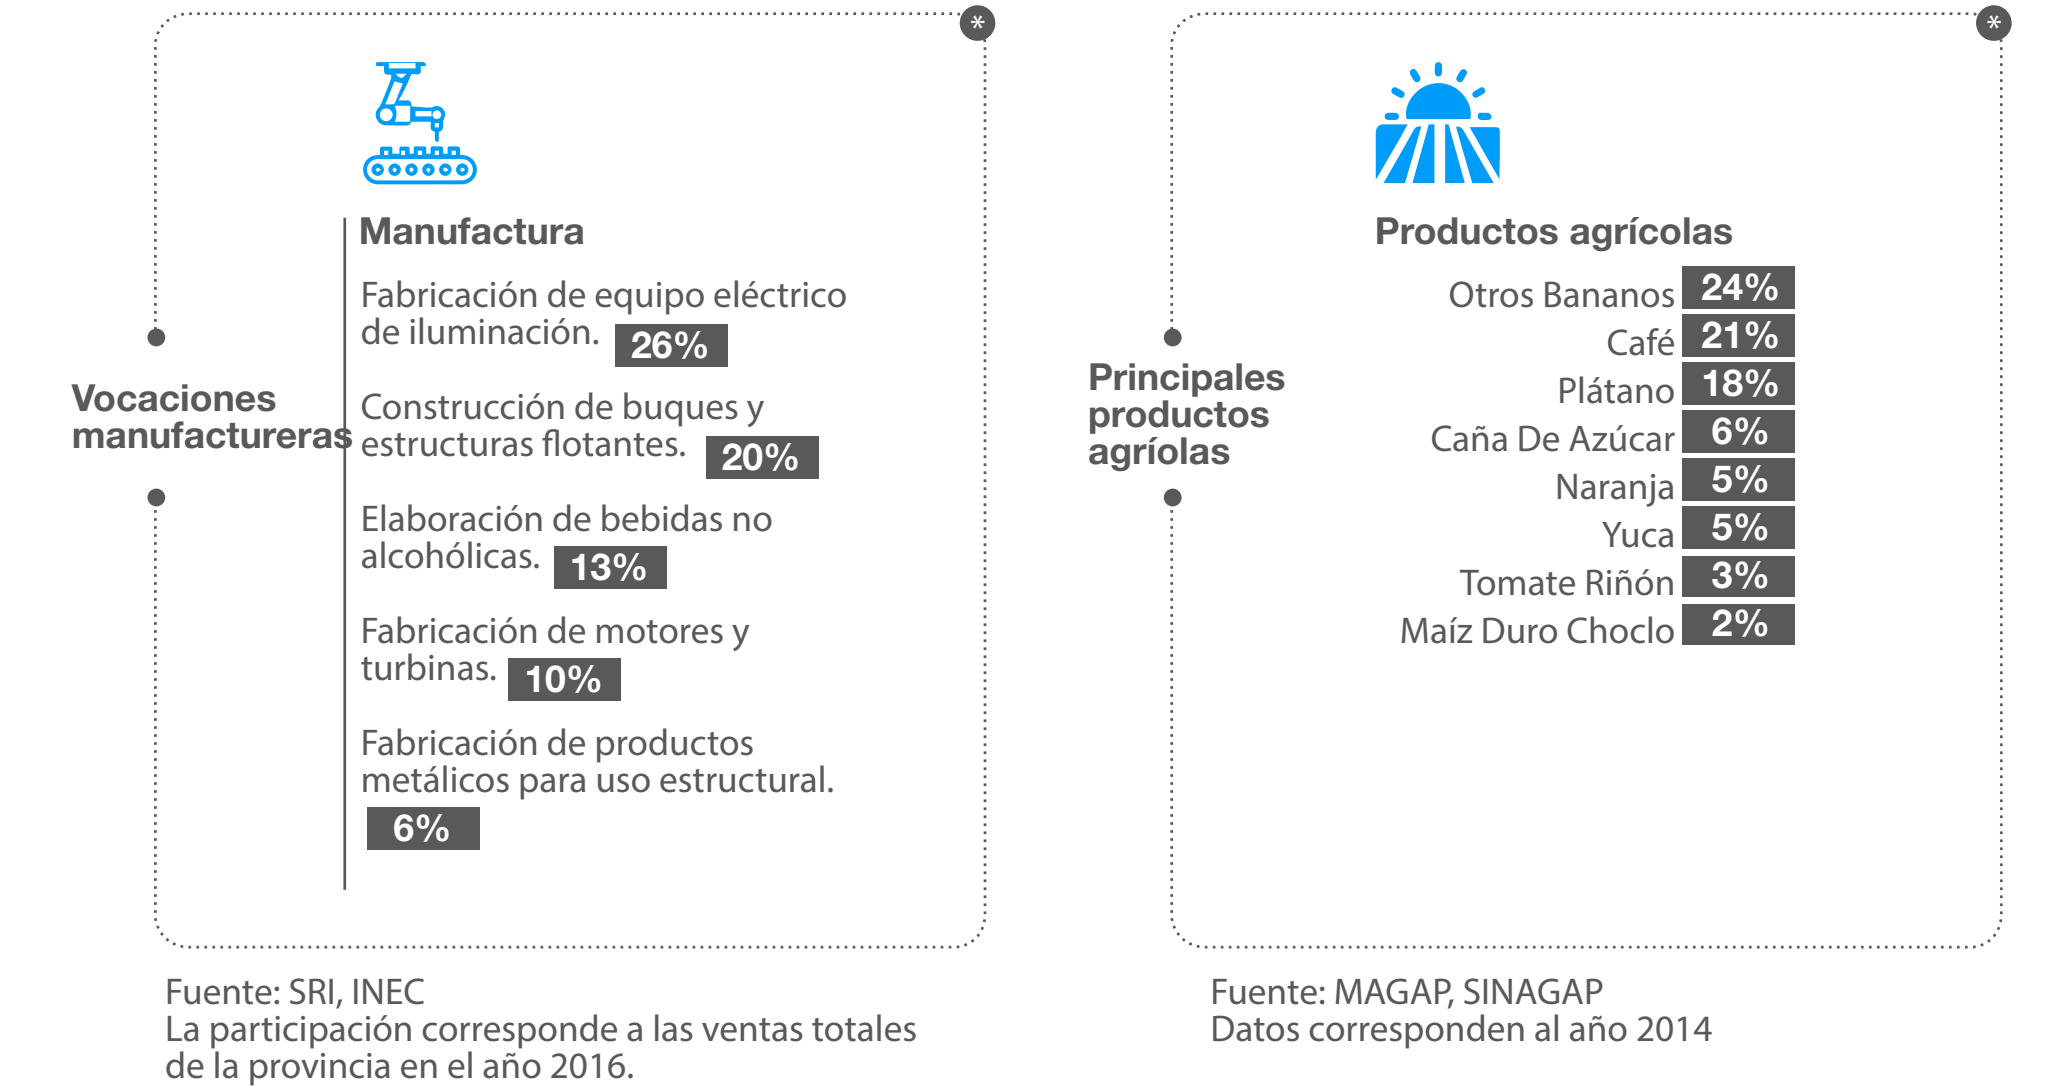 *
Manufactura
Fabricación de equipo eléctrico
de iluminación. 26%
Vocaciones
manufactureras
Construcción de buques y
estructuras flotantes. 20%
Elaboración de bebidas no
alcohólicas. 13%
Fabricación de motores y
turbinas. 10%
Fabricación de productos
metálicos para uso estructural.
6%
Fuente: SRI, INEC
La participación corresponde a las ventas totales
de la provincia en el año 2016.
*
Productos agrícolas
Principales
productos
agríolas
Otros Bananos 24%
Café 21%
Plátano 18%
Caña De Azúcar 6%
Naranja 5%
Yuca 5%
Tomate Riñón 3%
Maíz Duro Choclo 2%
Fuente: MAGAP, SINAGAP
Datos corresponden al año 2014